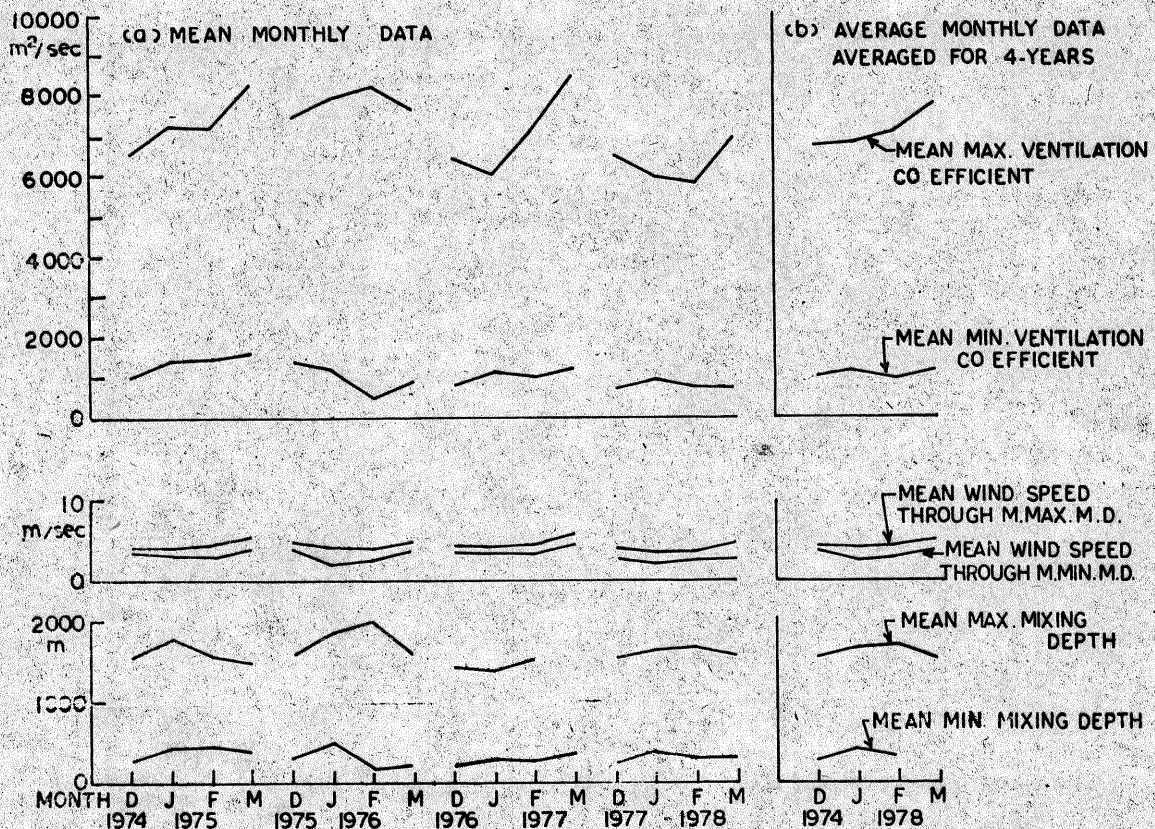 10000
m²/sec
8000
6000
4000
2000
0
(a) MEAN MONTHLY DATA
(b) AVERAGE MONTHLY DATA
AVERAGED FOR 4-YEARS
MEAN MAX. VENTILATION
CO EFFICIENT
MEAN MIN. VENTILATION
CO EFFICIENT
10
m/sec
0
MEAN WIND SPEED
THROUGH M.MAX.M.D.
MEAN WIND SPEED
THROUGH M.MIN.M.D.
2000
m
1000
0
MEAN MAX. MIXING
DEPTH
MEAN MIN. MIXING DEPTH
MONTH D J F M D J F M D J F M D J F M D J F M
1974 1975 1975 1976 1976 1977 1977-1978 1974 1978